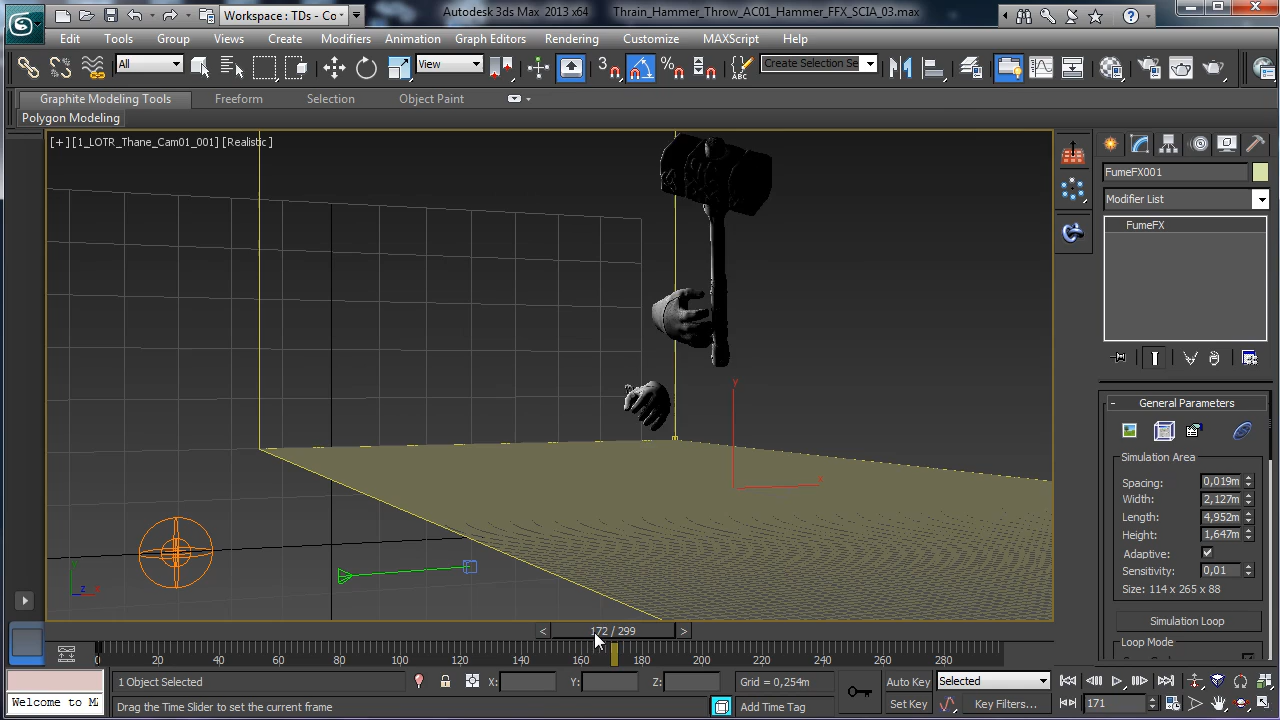 Workspace : TDs - Co
Autodesk 3ds Max 2013 x64
Thrain_Hammer_Throw_AC01_Hammer_FFX_SCIA_03.max
Edit Tools Group Views Create Modifiers Animation Graph Editors Rendering Customize MAXScript Help
All
View
3
%
ABC
Create Selection Se
Graphite Modeling Tools Freeform Selection Object Paint
Polygon Modeling
[+] [1_LOTR_Thane_Cam01_001] [Realistic ]
FumeFX001
Modifier List
FumeFX
- General Parameters
Simulation Area
Spacing: 0,019m
Width: 2,127m
Length: 4,952m
Height: 1,647m
Adaptive:
Sensitivity: 0,01
Size: 114 x 265 x 88
Simulation Loop
Loop Mode
y
x
y
z x
< 172 / 299 >
0 20 40 60 80 100 120 140 160 180 200 220 240 260 280
1 Object Selected
X: Y: Z:
Grid = 0,254m
Auto Key
Selected
Welcome to M
Drag the Time Slider to set the current frame
Add Time Tag
Set Key
Key Filters...
171